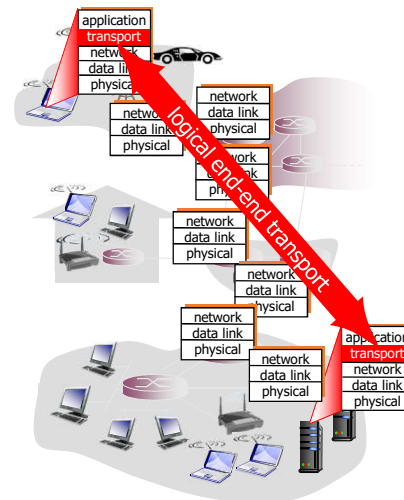 application
transport
network
data link
physical
network
data link
physical
network
data link
physical
network
data link
physical
network
data link
physical
network
data link
physical
network
data link
physical
network
data link
physical
logical end-end transport
application
transport
network
data link
physical